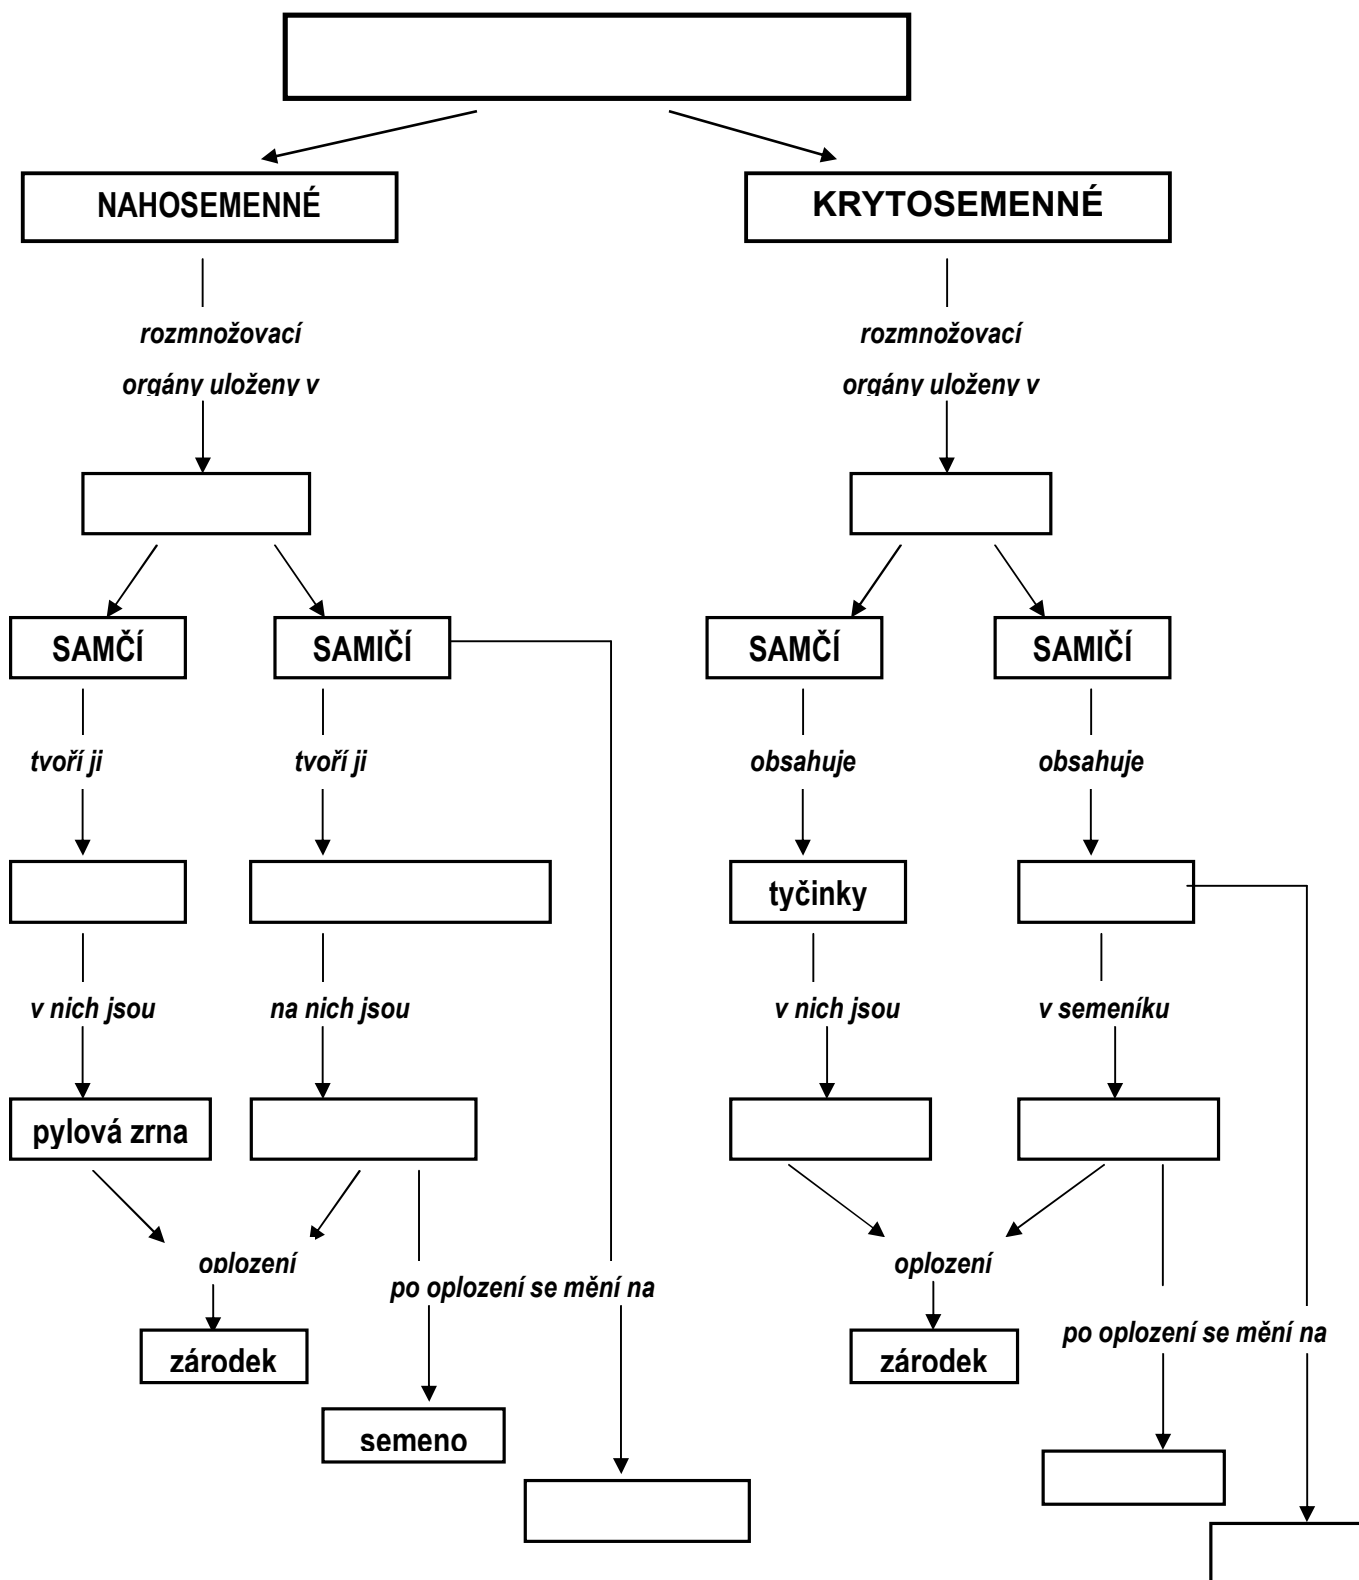 NAHOSEMENNÉ
KRYTOSEMENNÉ
rozmnožovací
orgány uloženy v
rozmnožovací
orgány uloženy v
SAMČÍ
SAMIČÍ
SAMČÍ
SAMIČÍ
tvoří ji
tvoří ji
obsahuje
obsahuje
tyčinky
v nich jsou
na nich jsou
v nich jsou
v semeníku
pylová zrna
oplození
oplození
po oplození se mění na
po oplození se mění na
zárodek
zárodek
semeno